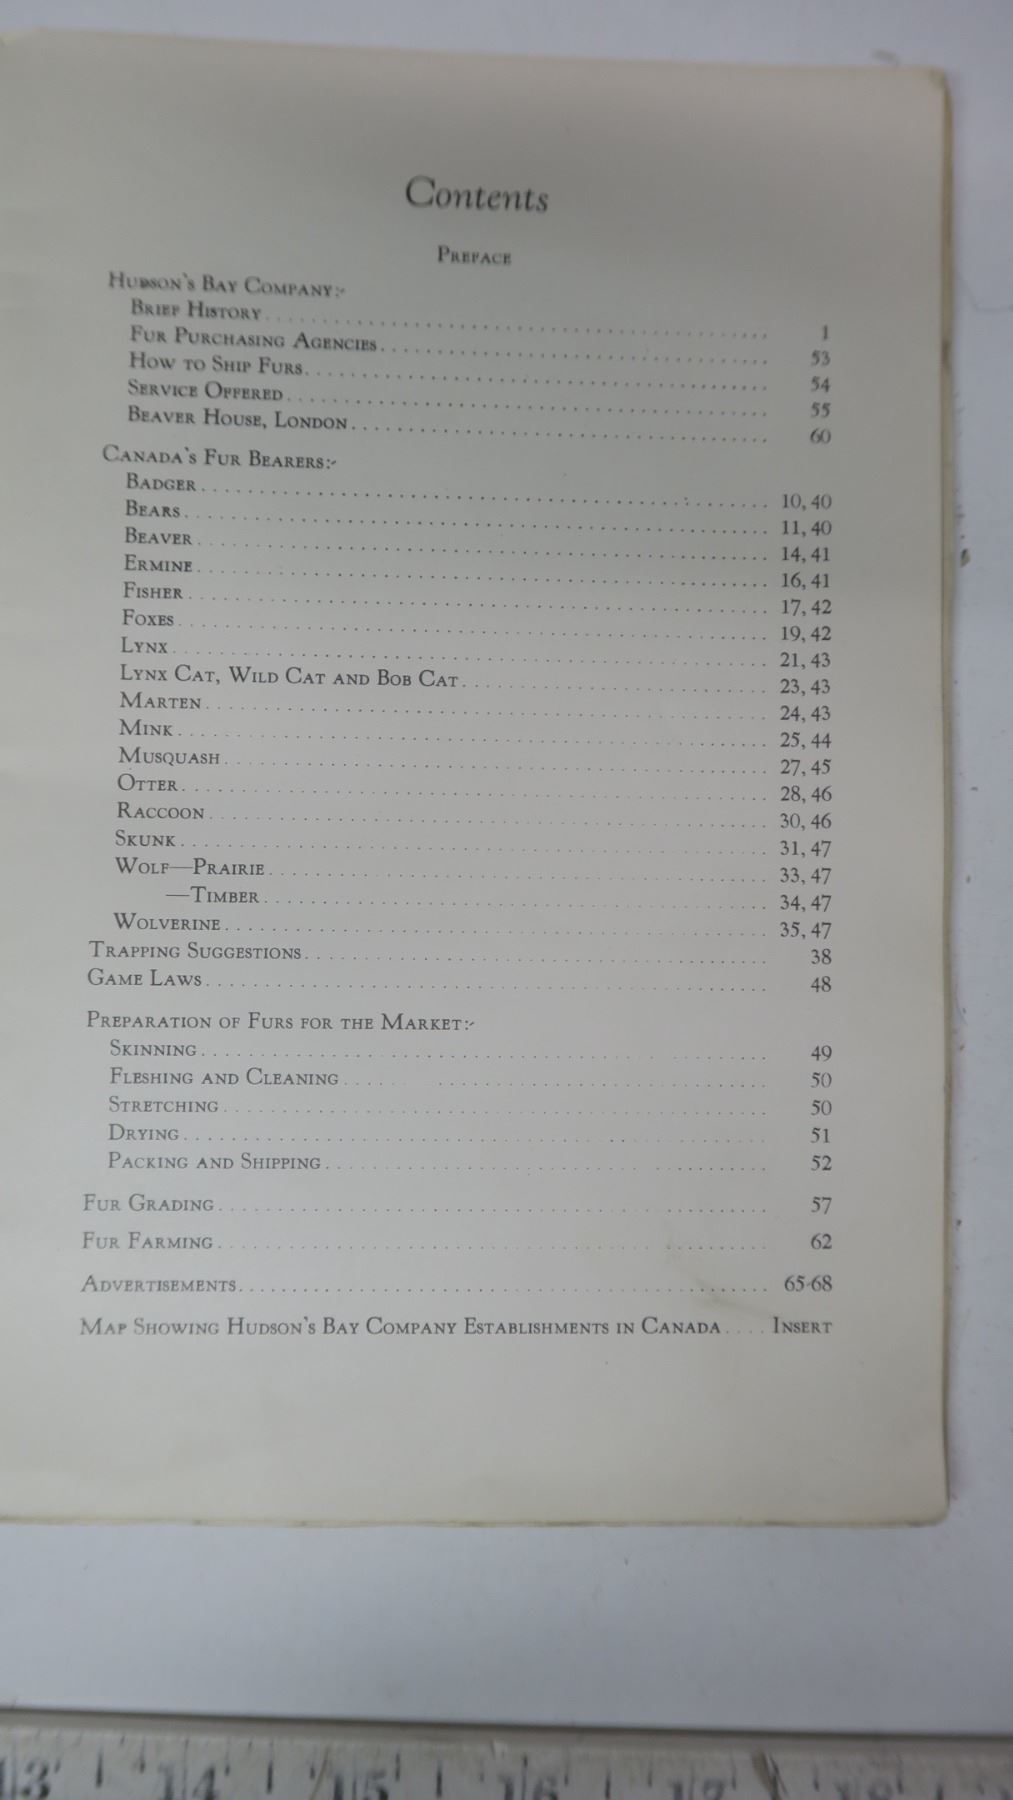 Contents
PREFACE
HUDSON'S BAY COMPANY:-
BRIEF HISTORY 1
FUR PURCHASING AGENCIES 53
HOW TO SHIP FURS 54
SERVICE OFFERED 55
BEAVER HOUSE, LONDON 60
CANADA'S FUR BEARERS:-
BADGER 10, 40
BEARS 11, 40
BEAVER 14, 41
ERMINE 16, 41
FISHER 17, 42
FOXES 19, 42
LYNX 21, 43
LYNX CAT, WILD CAT AND BOB CAT 23, 43
MARTEN 24, 43
MINK 25, 44
MUSQUASH 27, 45
OTTER 28, 46
RACCOON 30, 46
SKUNK 31, 47
WOLF—PRAIRIE 33, 47
—TIMBER 34, 47
WOLVERINE 35, 47
TRAPPING SUGGESTIONS 38
GAME LAWS 48
PREPARATION OF FURS FOR THE MARKET:-
SKINNING 49
FLESHING AND CLEANING 50
STRETCHING 50
DRYING 51
PACKING AND SHIPPING 52
FUR GRADING 57
FUR FARMING 62
ADVERTISEMENTS 65-68
MAP SHOWING HUDSON'S BAY COMPANY ESTABLISHMENTS IN CANADA INSERT
13 14 15 16 17 18